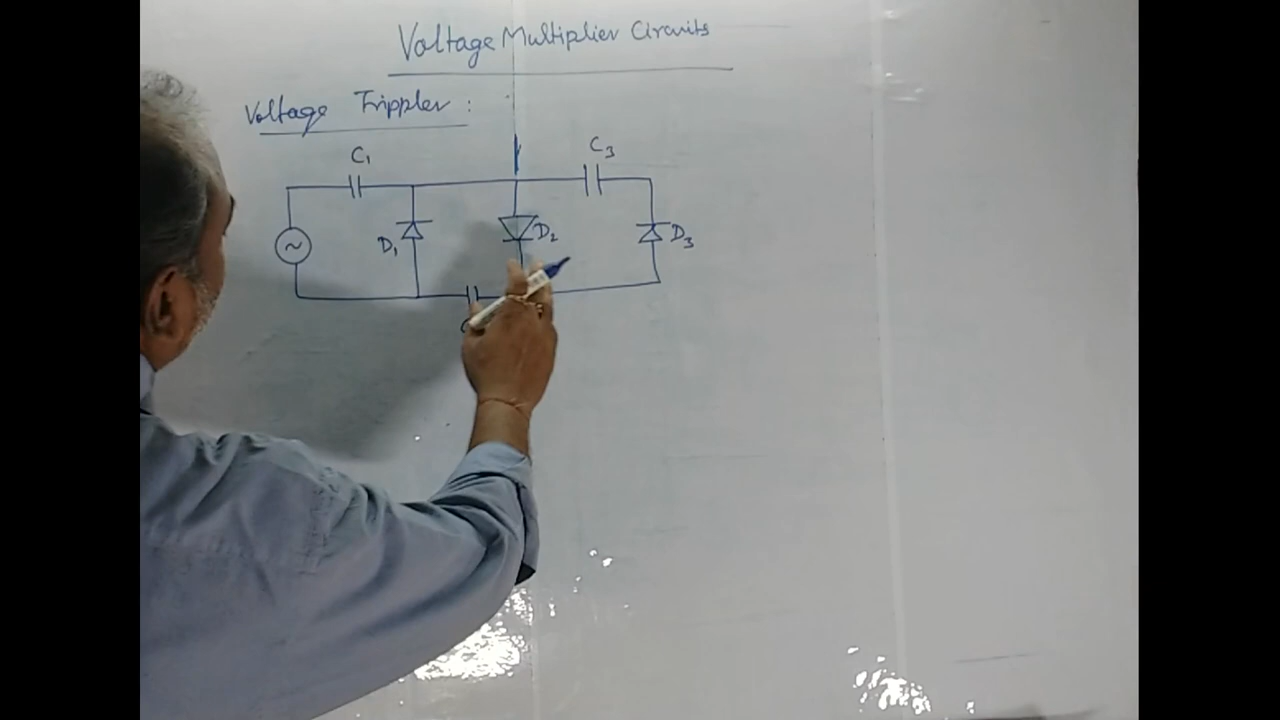 Voltage Multiplier Circuits
Voltage Trippler :
C1
C3
D1
D2
D3